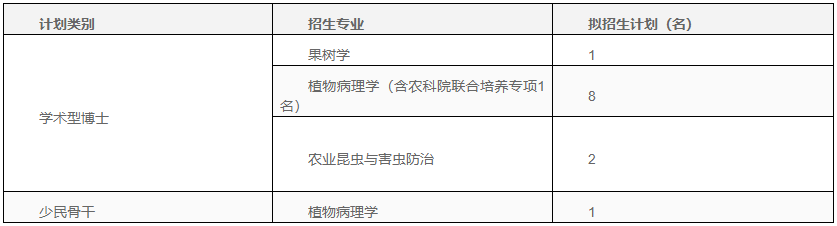 计划类别 招生专业 拟招生计划（名）
学术型博士 果树学 1
植物病理学（含农科院联合培养专项1
名） 8
农业昆虫与害虫防治 2
少民骨干 植物病理学 1